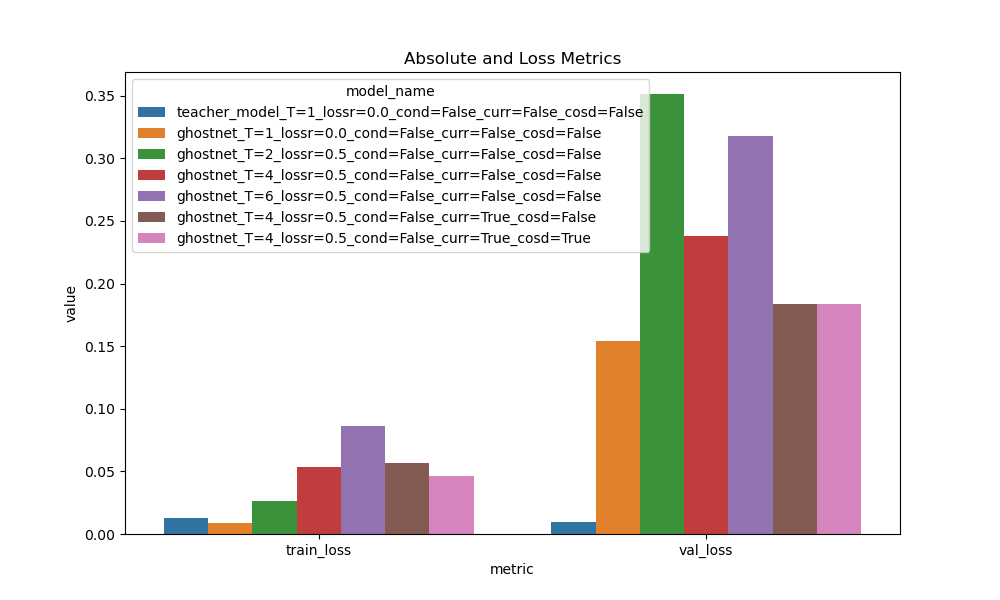 Absolute and Loss Metrics
model_name
teacher_model_T=1_lossr=0.0_cond=False_curr=False_cosd=False
ghostnet_T=1_lossr=0.0_cond=False_curr=False_cosd=False
ghostnet_T=2_lossr=0.5_cond=False_curr=False_cosd=False
ghostnet_T=4_lossr=0.5_cond=False_curr=False_cosd=False
ghostnet_T=6_lossr=0.5_cond=False_curr=False_cosd=False
ghostnet_T=4_lossr=0.5_cond=False_curr=True_cosd=False
ghostnet_T=4_lossr=0.5_cond=False_curr=True_cosd=True
value
0.35
0.30
0.25
0.20
0.15
0.10
0.05
0.00
train_loss
val_loss
metric